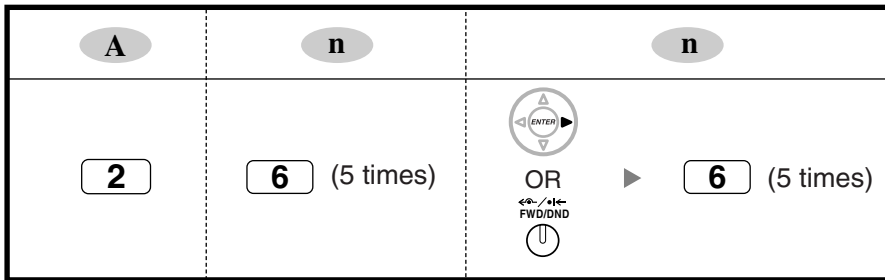 A n n
ENTER
2 6 (5 times) OR 6 (5 times)
FWD/DND